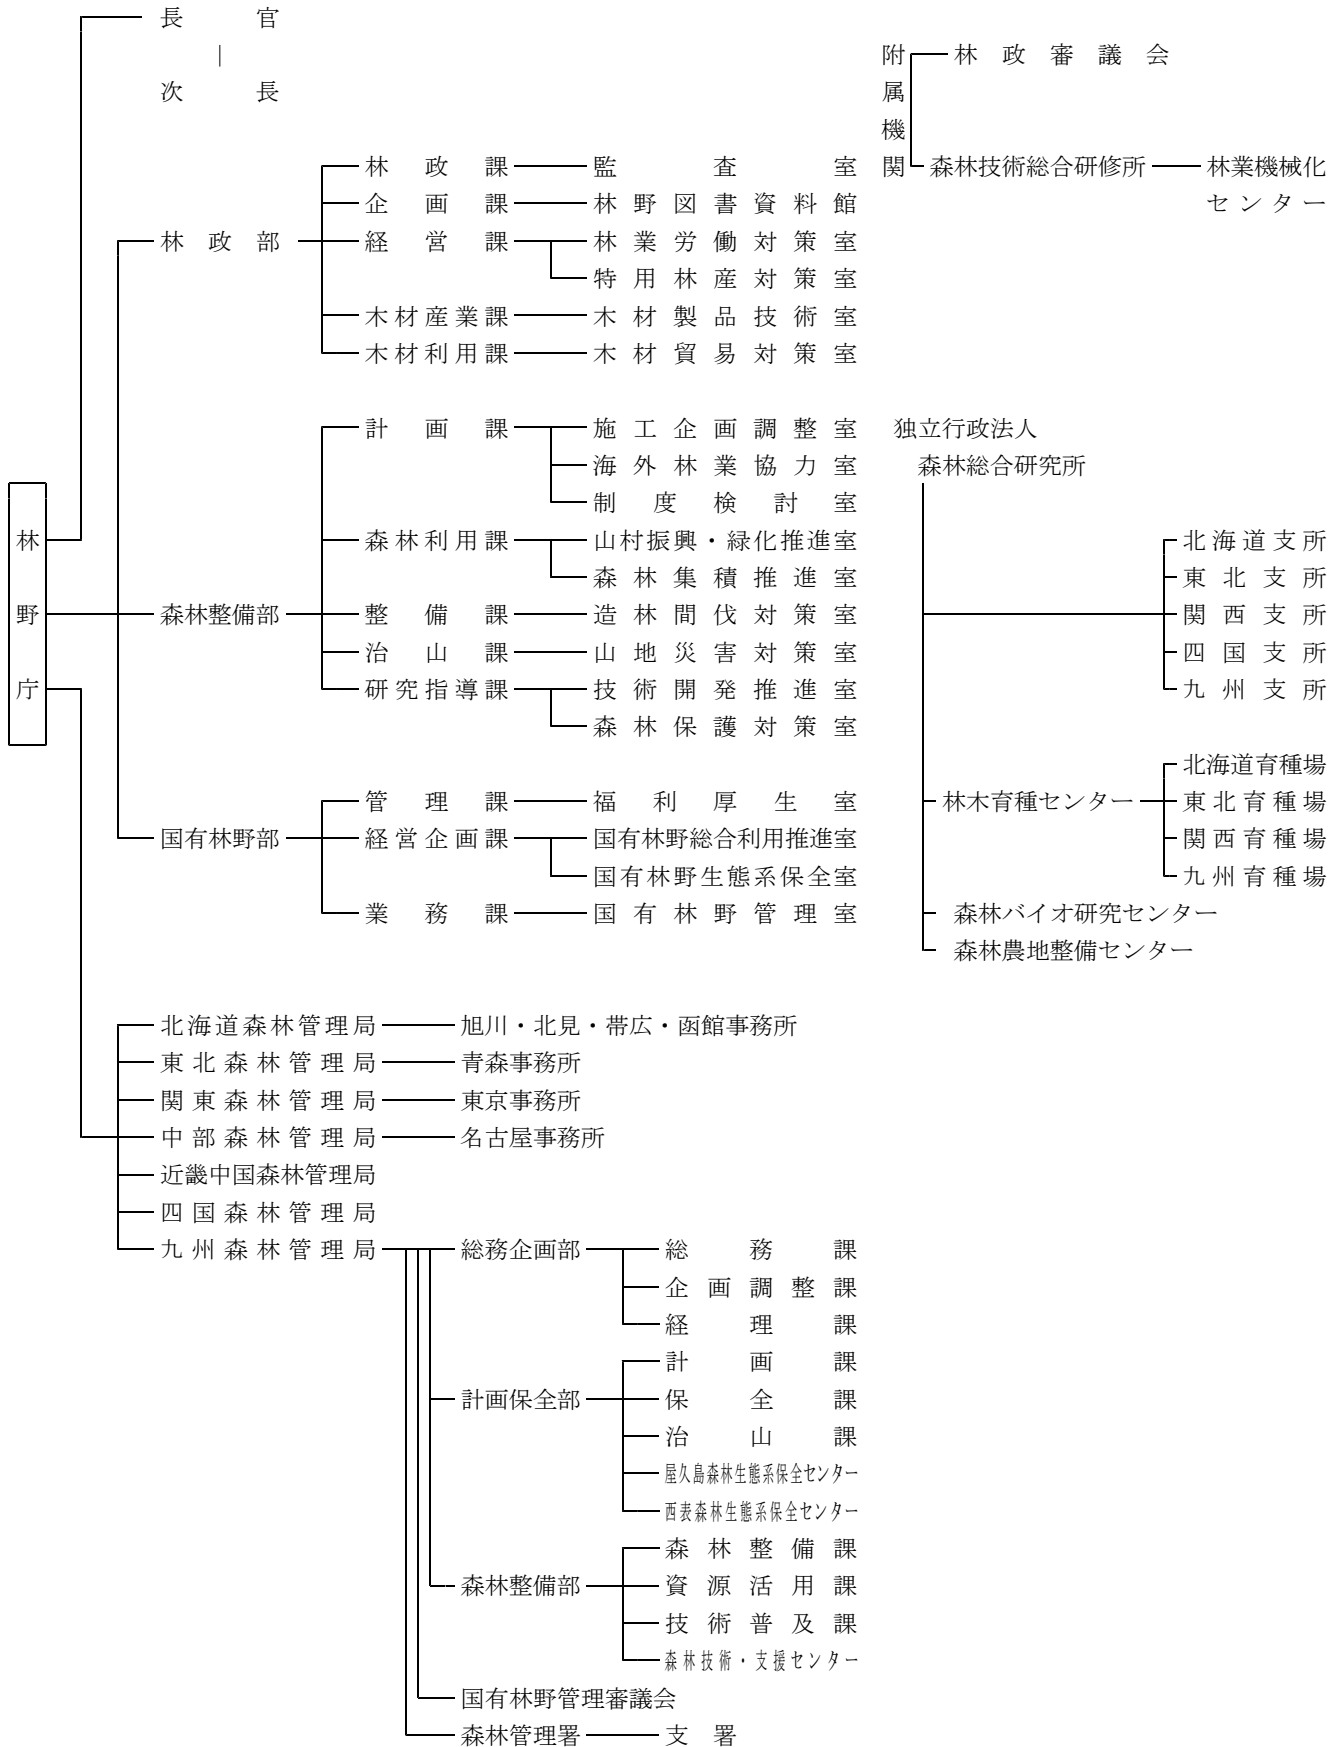 長官
|
次長
附属機関
林政審議会
森林技術総合研修所
林業機械化
センター
林野庁
林政部
林政課
監査室
企画課
林野図書資料館
経営課
林業労働対策室
特用林産対策室
木材産業課
木材製品技術室
木材利用課
木材貿易対策室
森林整備部
計画課
施工企画調整室
海外林業協力室
制度検討室
森林利用課
山村振興・緑化推進室
森林集積推進室
整備課
造林間伐対策室
治山課
山地災害対策室
研究指導課
技術開発推進室
森林保護対策室
国有林野部
管理課
福利厚生室
経営企画課
国有林野総合利用推進室
国有林野生態系保全室
業務課
国有林野管理室
独立行政法人
森林総合研究所
北海道支所
東北支所
関西支所
四国支所
九州支所
林木育種センター
北海道育種場
東北育種場
関西育種場
九州育種場
森林バイオ研究センター
森林農地整備センター
北海道森林管理局
旭川・北見・帯広・函館事務所
東北森林管理局
青森事務所
関東森林管理局
東京事務所
中部森林管理局
名古屋事務所
近畿中国森林管理局
四国森林管理局
九州森林管理局
総務企画部
総務課
企画調整課
経理課
計画保全部
計画課
保全課
治山課
屋久島森林生態系保全センター
西表森林生態系保全センター
森林整備部
森林整備課
資源活用課
技術普及課
森林技術・支援センター
国有林野管理審議会
森林管理署
支署